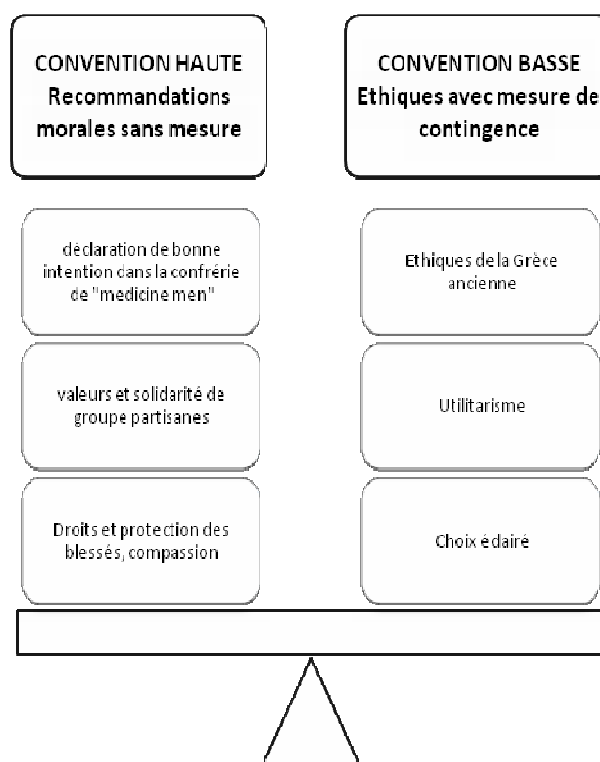 CONVENTION HAUTE
Recommandations
morales sans mesure
CONVENTION BASSE
Ethiques avec mesure de
contingence
déclaration de bonne
intention dans la confrérie
de "medicine men"
Ethiques de la Grèce
ancienne
valeurs et solidarité de
groupe partisanes
Utilitarisme
Droits et protection des
blessés, compassion
Choix éclairé